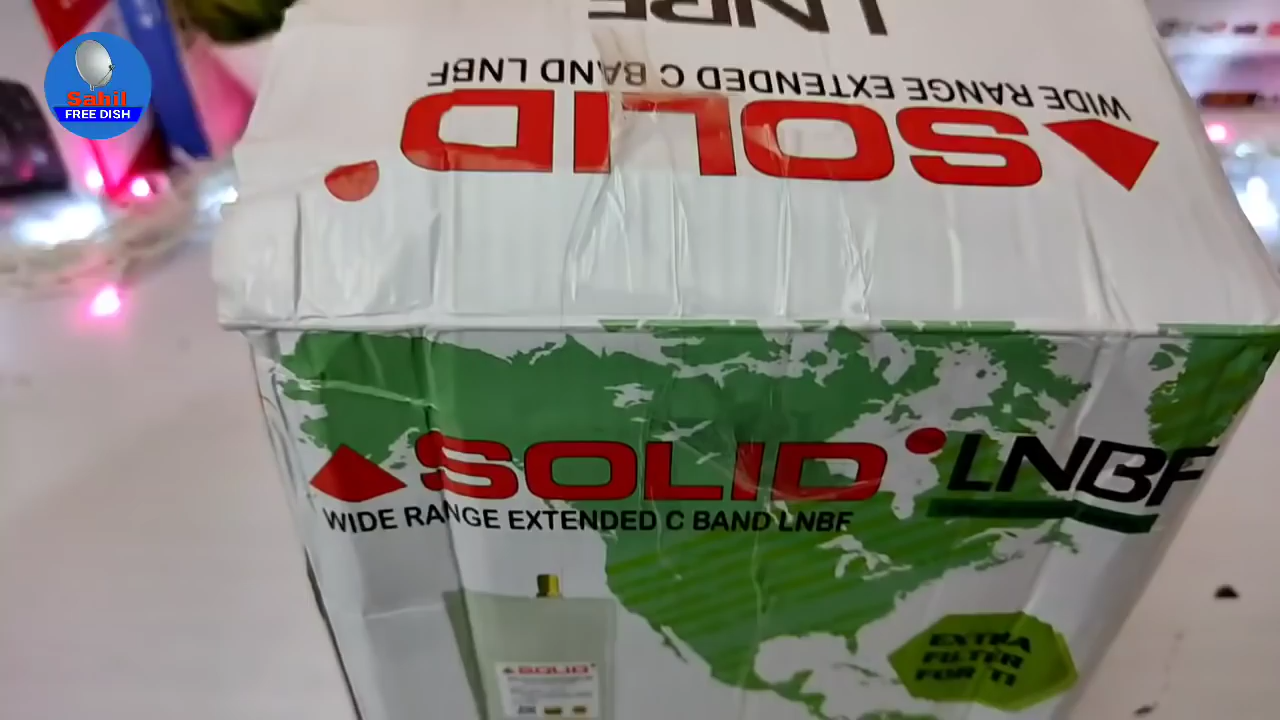 Sahil
FREE DISH
LNBF
WIDE RANGE EXTENDED C BAND LNBF
SOLID
SOLID LNBF
WIDE RANGE EXTENDED C BAND LNBF
EXTRA
FILTER
FOR TI
SOLID